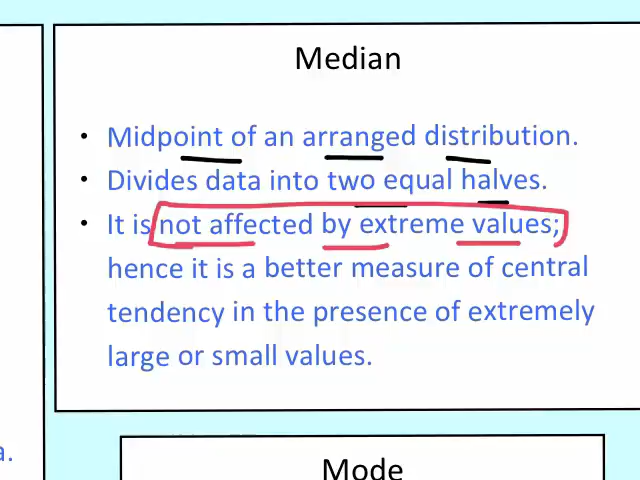 Median
• Midpoint of an arranged distribution.
• Divides data into two equal halves.
• It is not affected by extreme values;
hence it is a better measure of central
tendency in the presence of extremely
large or small values.
a.
Mode